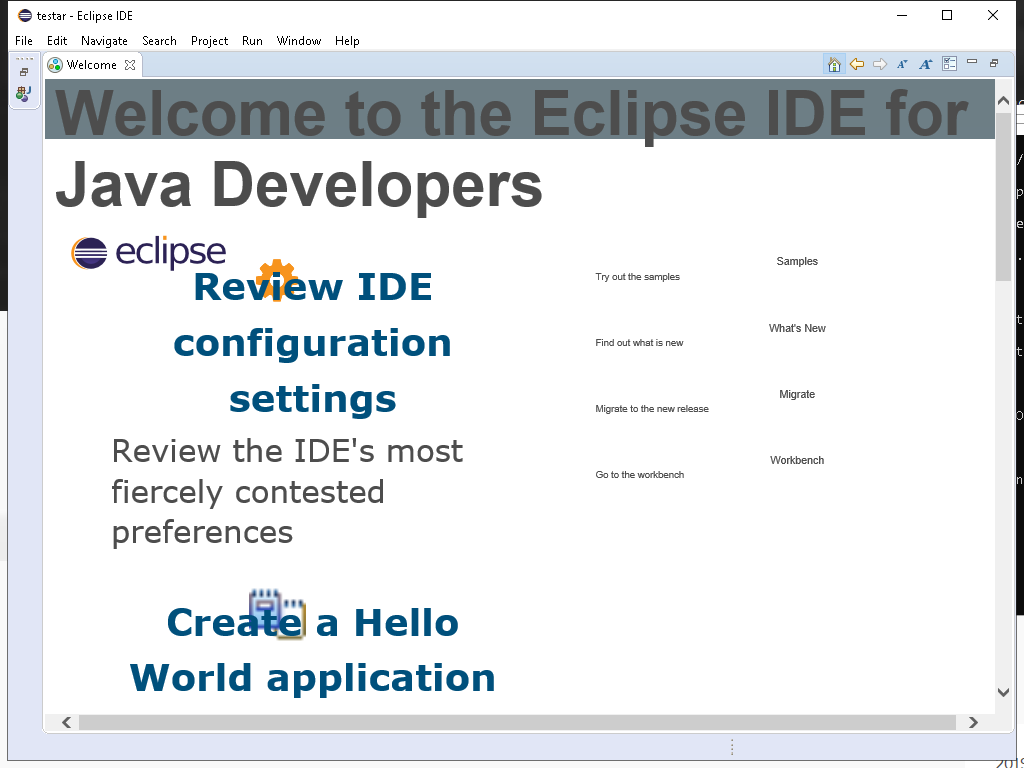 testar - Eclipse IDE
File Edit Navigate Search Project Run Window Help
Welcome
Welcome to the Eclipse IDE for
Java Developers
eclipse
Review IDE
configuration
settings
Review the IDE's most
fiercely contested
preferences
Create a Hello
World application
Samples
Try out the samples
What's New
Find out what is new
Migrate
Migrate to the new release
Workbench
Go to the workbench